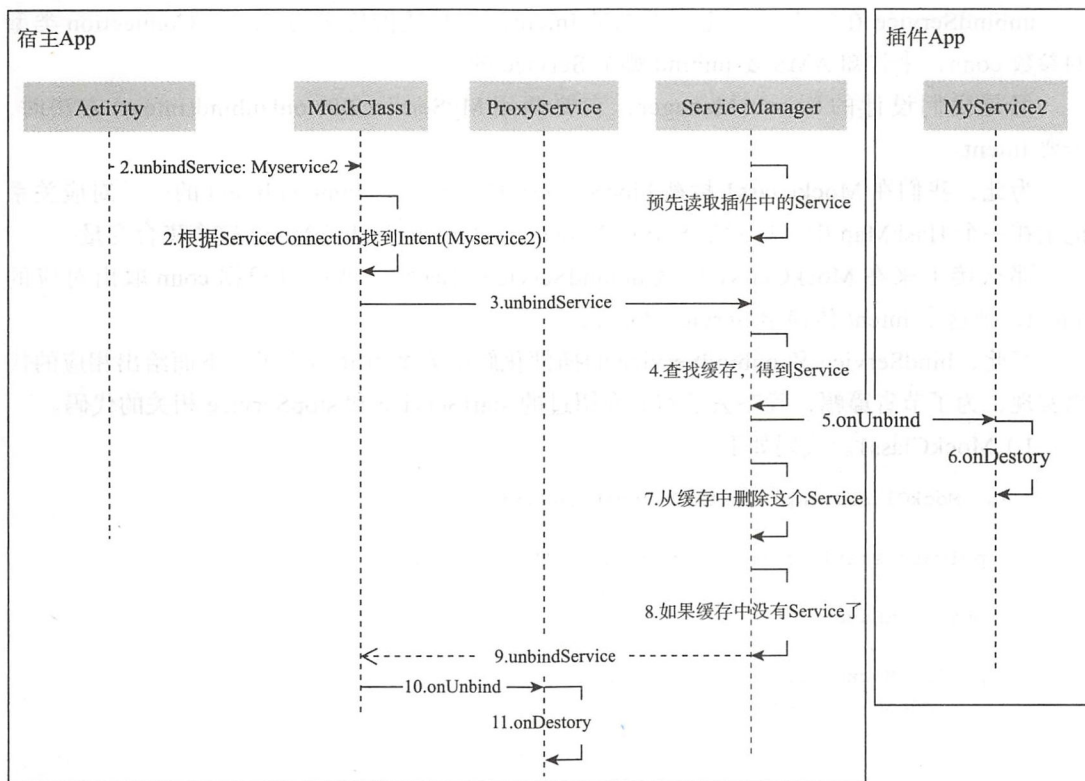 宿主App
插件App
Activity
MockClass1
ProxyService
ServiceManager
MyService2
2.unbindService: Myservice2
预先读取插件中的Service
2.根据ServiceConnection找到Intent(Myservice2)
3.unbindService
4.查找缓存，得到Service
5.onUnbind
6.onDestory
7.从缓存中删除这个Service
8.如果缓存中没有Service了
9.unbindService
10.onUnbind
11.onDestory